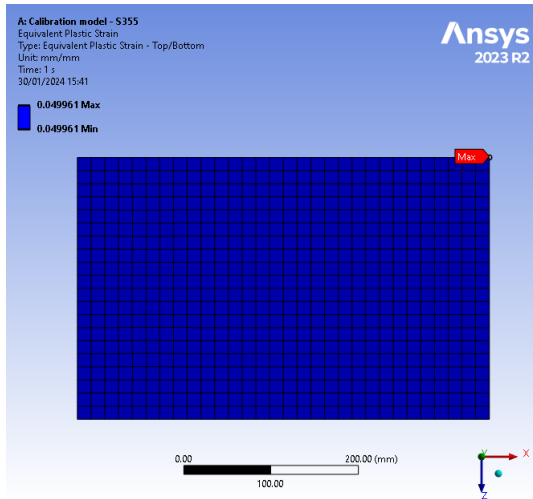 A: Calibration model - S355
Equivalent Plastic Strain
Type: Equivalent Plastic Strain - Top/Bottom
Unit: mm/mm
Time: 1 s
30/01/2024 15:41
Ansys
2023 R2
0.049961 Max
0.049961 Min
Max
0.00
200.00 (mm)
100.00
Y
X
Z